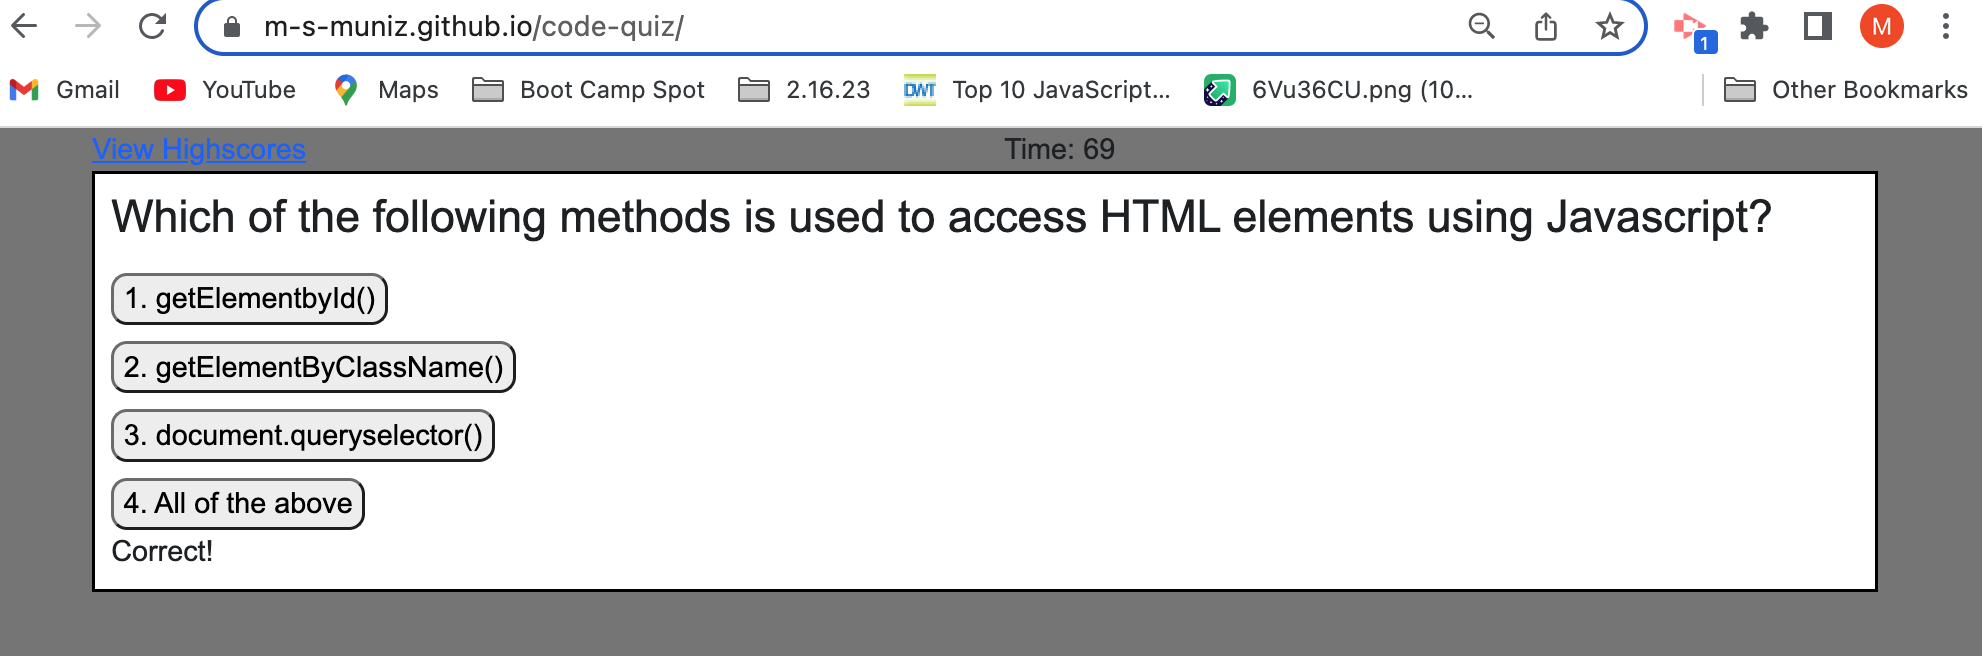 m-s-muniz.github.io/code-quiz/
1
M
Gmail YouTube Maps Boot Camp Spot 2.16.23 DWT Top 10 JavaScript... 6Vu36CU.png (10... Other Bookmarks
View Highscores Time: 69
Which of the following methods is used to access HTML elements using Javascript?
1. getElementbyId()
2. getElementByClassName()
3. document.queryselector()
4. All of the above
Correct!